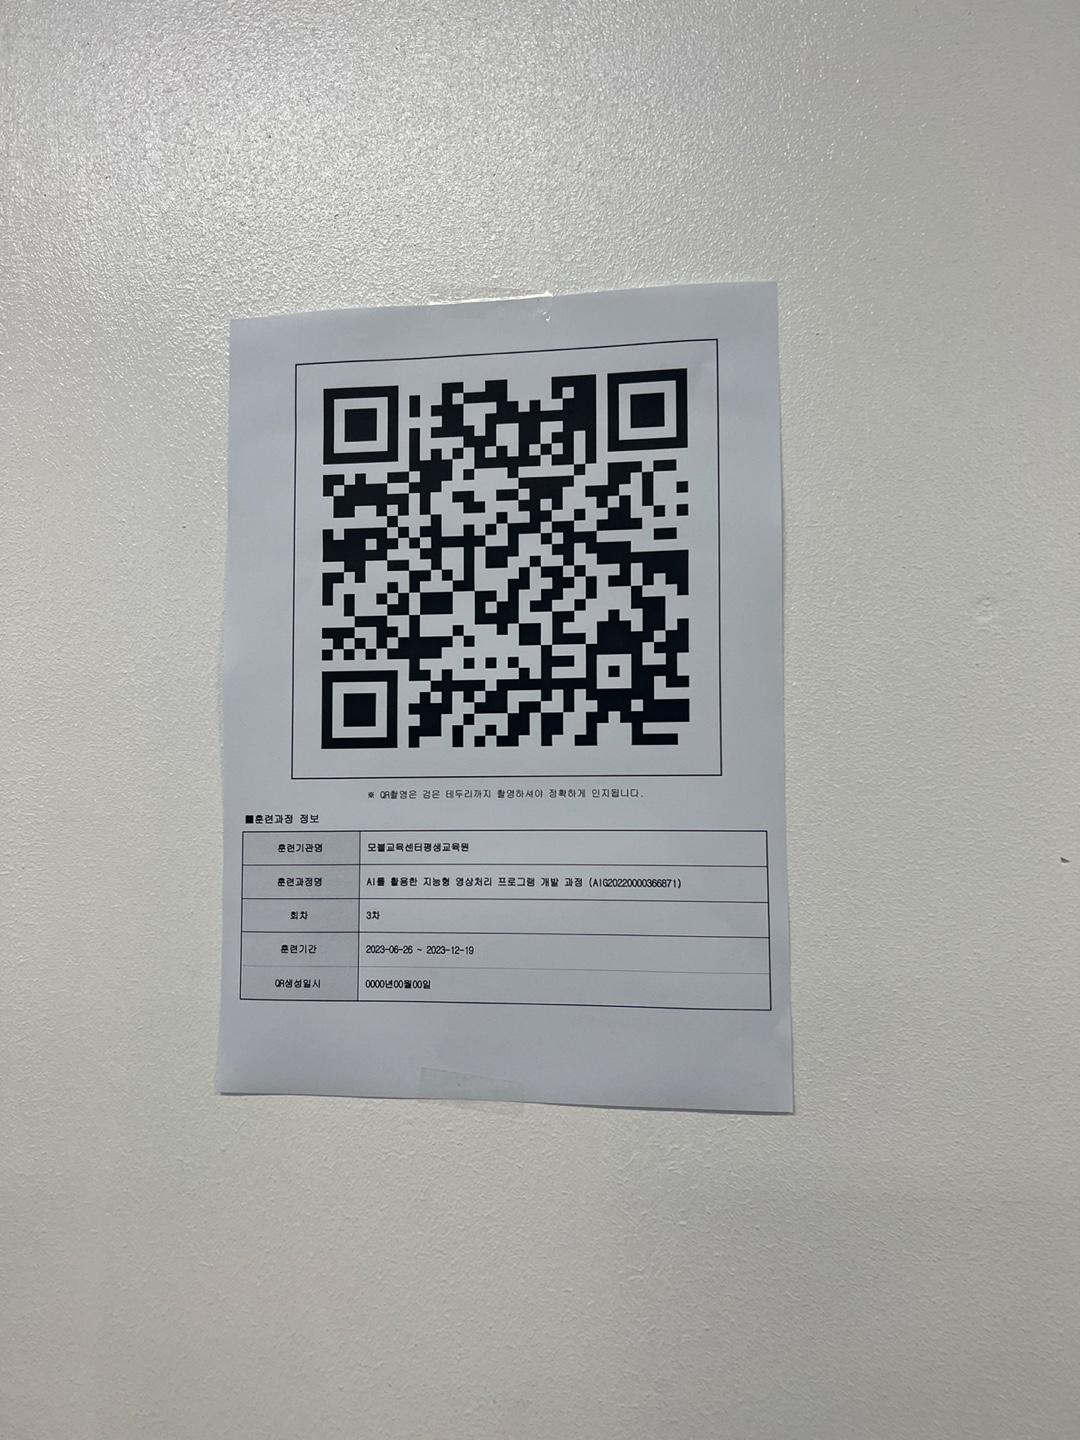 ※ QR촬영은 검은 테두리까지 촬영하셔야 정확하게 인지됩니다.
■훈련과정 정보
훈련기관명 모블교육센터평생교육원
훈련과정명 AI를 활용한 지능형 영상처리 프로그램 개발 과정 (AIG20220000366871)
회차 3차
훈련기간 2023-06-26 ~ 2023-12-19
QR생성일시 0000년00월00일